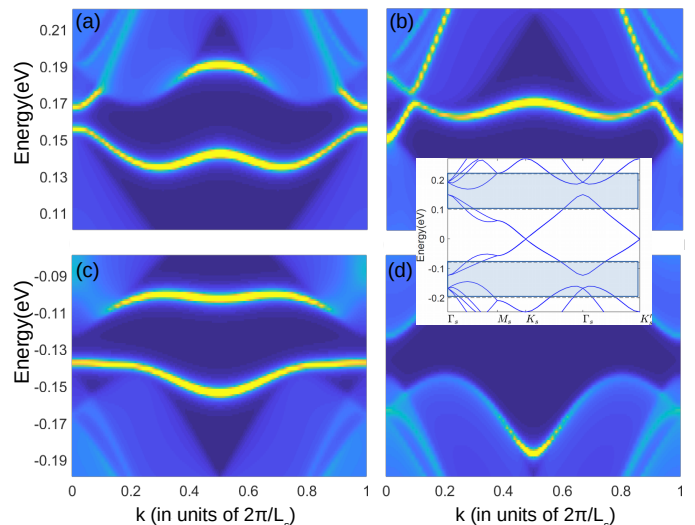 (a)
(b)
0.21
0.19
0.17
0.15
0.13
0.11
Energy(eV)
0.2
0.1
0
-0.1
-0.2
Energy(eV)
Γs Ms Ks Γs K's
(c)
(d)
-0.09
-0.11
-0.13
-0.15
-0.17
-0.19
Energy(eV)
0 0.2 0.4 0.6 0.8 1
0 0.2 0.4 0.6 0.8 1
k (in units of 2π/Ls)
k (in units of 2π/Ls)